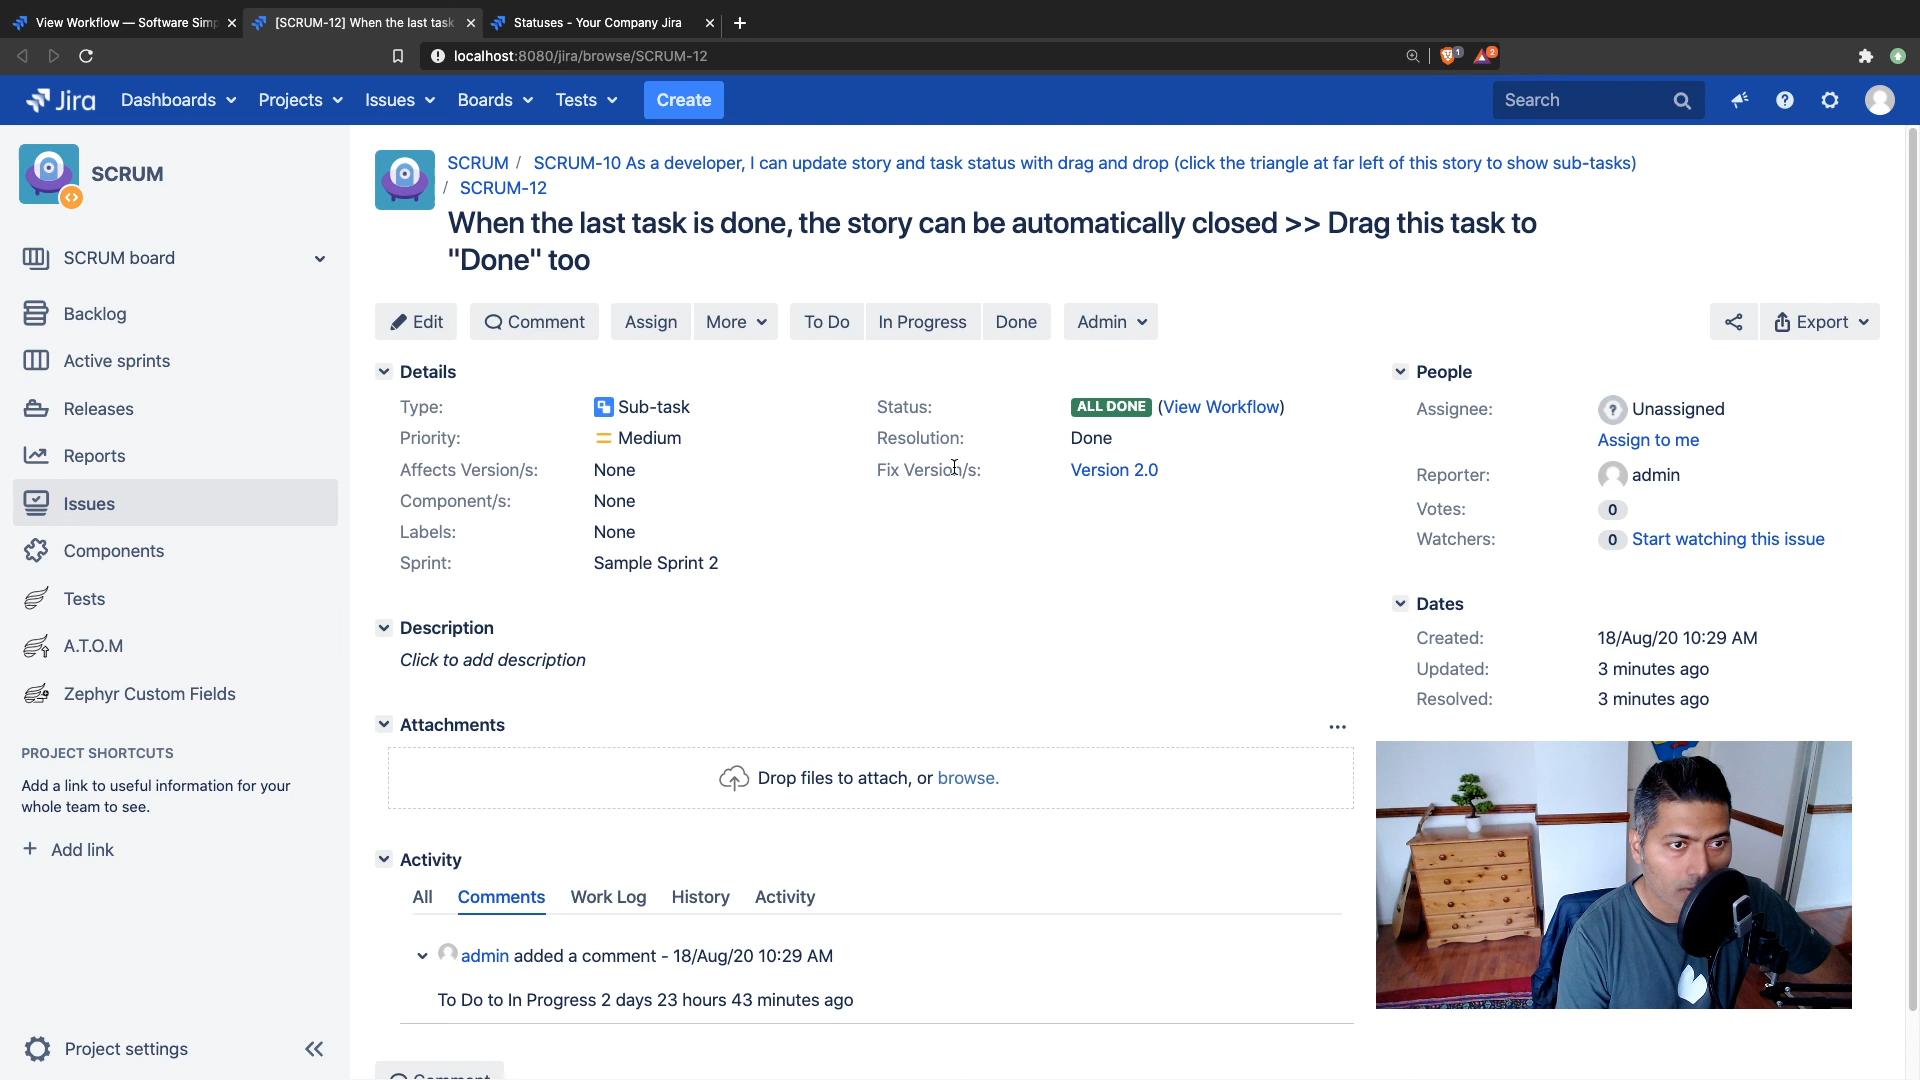 View Workflow — Software Simp
[SCRUM-12] When the last task
Statuses - Your Company Jira
localhost:8080/jira/browse/SCRUM-12
1
2
Jira
Dashboards
Projects
Issues
Boards
Tests
Create
Search
SCRUM
SCRUM board
Backlog
Active sprints
Releases
Reports
Issues
Components
Tests
A.T.O.M
Zephyr Custom Fields
PROJECT SHORTCUTS
Add a link to useful information for your
whole team to see.
+ Add link
Project settings
SCRUM / SCRUM-10 As a developer, I can update story and task status with drag and drop (click the triangle at far left of this story to show sub-tasks)
/ SCRUM-12
When the last task is done, the story can be automatically closed >> Drag this task to
"Done" too
Edit
Comment
Assign
More
To Do
In Progress
Done
Admin
Export
Details
Type: Sub-task
Status: ALL DONE (View Workflow)
Priority: Medium
Resolution: Done
Affects Version/s: None
Fix Version/s: Version 2.0
Component/s: None
Labels: None
Sprint: Sample Sprint 2
Description
Click to add description
Attachments
Drop files to attach, or browse.
Activity
All
Comments
Work Log
History
Activity
admin added a comment - 18/Aug/20 10:29 AM
To Do to In Progress 2 days 23 hours 43 minutes ago
Comment
People
Assignee: Unassigned
Assign to me
Reporter: admin
Votes: 0
Watchers: 0 Start watching this issue
Dates
Created: 18/Aug/20 10:29 AM
Updated: 3 minutes ago
Resolved: 3 minutes ago